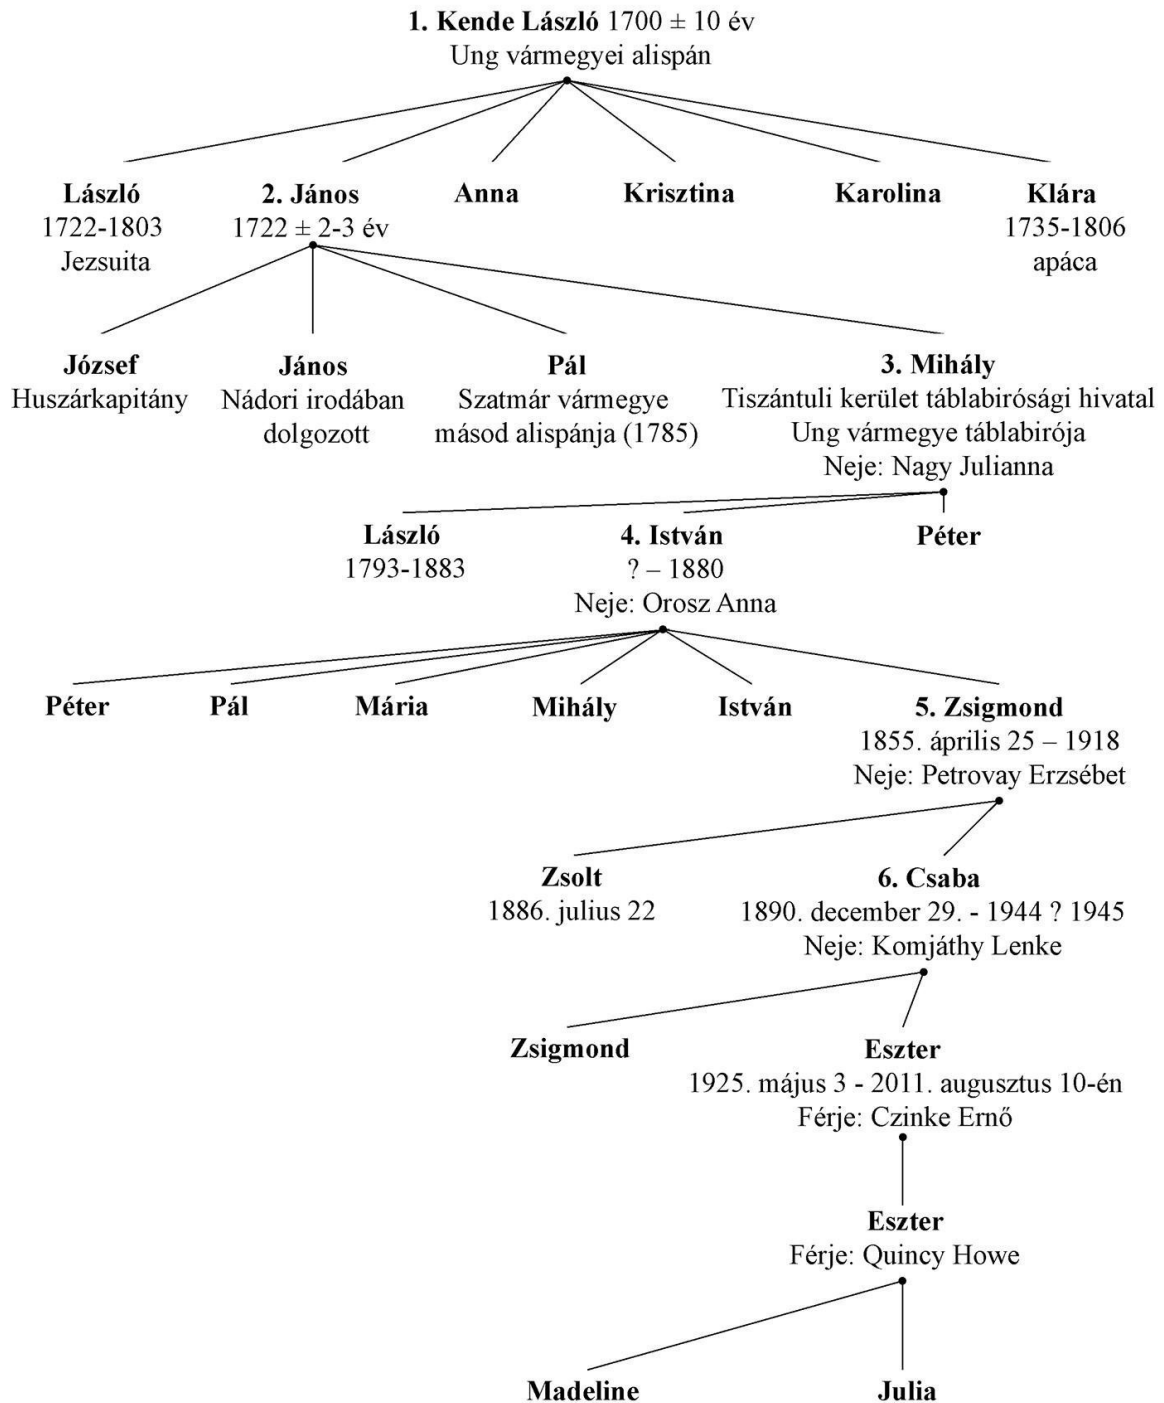 1. Kende László 1700 ± 10 év
Ung vármegyei alispán
László
1722-1803
Jezsuita
2. János
1722 ± 2-3 év
Anna
Krisztina
Karolina
Klára
1735-1806
apáca
József
Huszárkapitány
János
Nádori irodában
dolgozott
Pál
Szatmár vármegye
másod alispánja (1785)
3. Mihály
Tiszántuli kerület táblabirósági hivatal
Ung vármegye táblabirója
Neje: Nagy Julianna
László
1793-1883
4. István
? – 1880
Neje: Orosz Anna
Péter
Péter
Pál
Mária
Mihály
István
5. Zsigmond
1855. április 25 – 1918
Neje: Petrovay Erzsébet
Zsolt
1886. julius 22
6. Csaba
1890. december 29. - 1944 ? 1945
Neje: Komjáthy Lenke
Zsigmond
Eszter
1925. május 3 - 2011. augusztus 10-én
Férje: Czinke Ernő
Eszter
Férje: Quincy Howe
Madeline
Julia